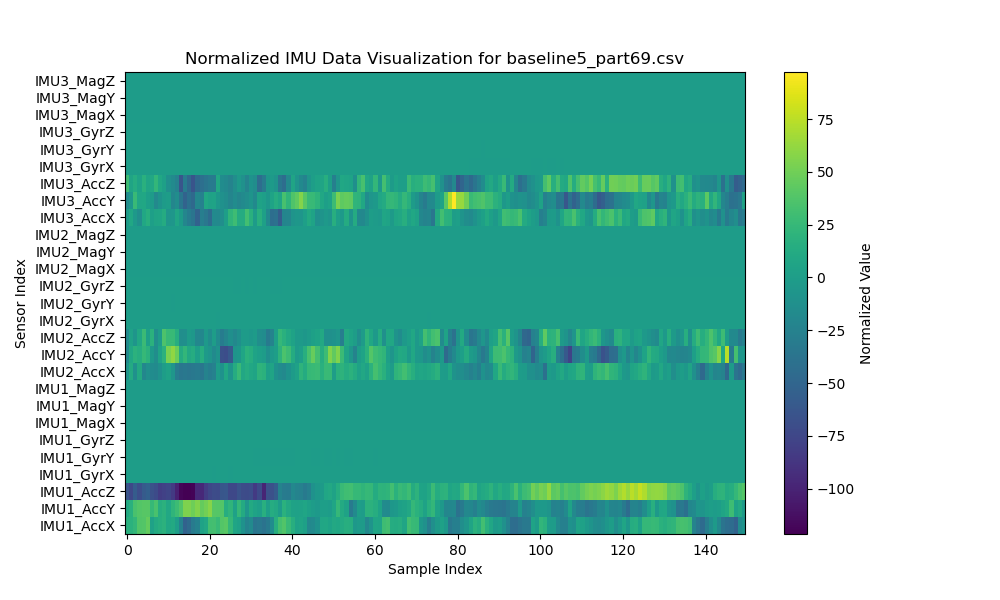 Normalized IMU Data Visualization for baseline5_part69.csv
IMU3_MagZ
IMU3_MagY
IMU3_MagX
IMU3_GyrZ
IMU3_GyrY
IMU3_GyrX
IMU3_AccZ
IMU3_AccY
IMU3_AccX
IMU2_MagZ
IMU2_MagY
IMU2_MagX
IMU2_GyrZ
IMU2_GyrY
IMU2_GyrX
IMU2_AccZ
IMU2_AccY
IMU2_AccX
IMU1_MagZ
IMU1_MagY
IMU1_MagX
IMU1_GyrZ
IMU1_GyrY
IMU1_GyrX
IMU1_AccZ
IMU1_AccY
IMU1_AccX
Sensor Index
0 20 40 60 80 100 120 140
Sample Index
75
50
25
0
−25
−50
−75
−100
Normalized Value